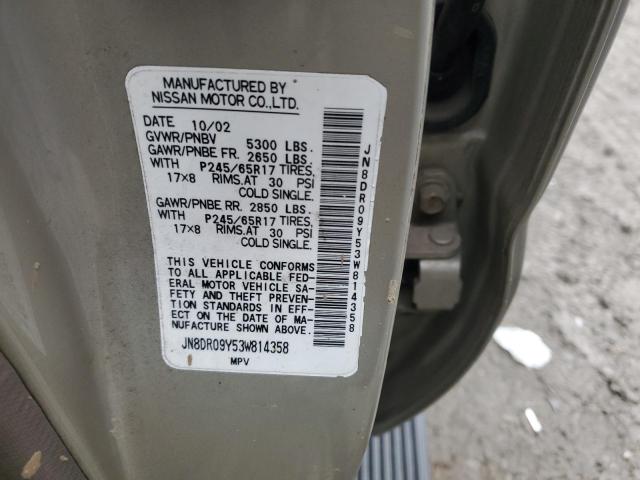 MANUFACTURED BY
NISSAN MOTOR CO.,LTD.
DATE 10/02
GVWR/PNBV 5300 LBS.
GAWR/PNBE FR. 2650 LBS.
WITH P245/65R17 TIRES,
17×8 RIMS.AT 30 PSI
COLD SINGLE.
GAWR/PNBE RR. 2850 LBS.
WITH P245/65R17 TIRES,
17×8 RIMS.AT 30 PSI
COLD SINGLE.
THIS VEHICLE CONFORMS
TO ALL APPLICABLE FED-
ERAL MOTOR VEHICLE SA-
FETY AND THEFT PREVEN-
TION STANDARDS IN EFF-
ECT ON THE DATE OF MA-
NUFACTURE SHOWN ABOVE.
JN8DR09Y53W814358
MPV
JN8DR09Y53W814358